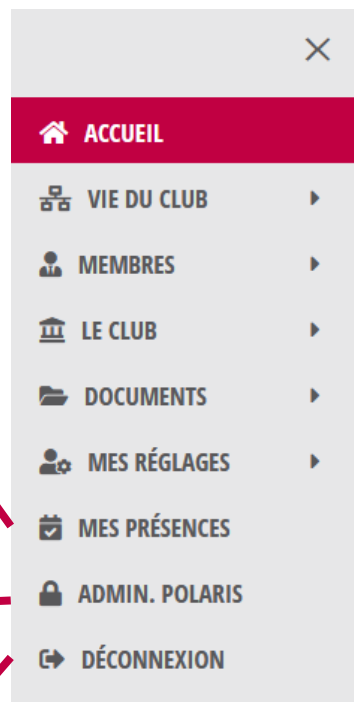 ACCUEIL
VIE DU CLUB
MEMBRES
LE CLUB
DOCUMENTS
MES RÉGLAGES
MES PRÉSENCES
ADMIN. POLARIS
DÉCONNEXION